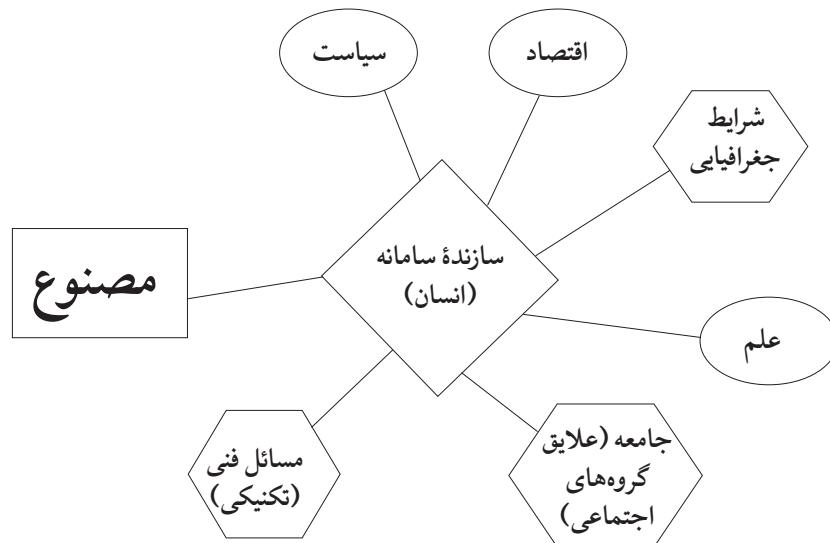 سیاست
اقتصاد
شرایط
جغرافیایی
سازندهٔ سامانه
(انسان)
مصنوع
علم
جامعه (علایق
گروه‌های
اجتماعی)
مسائل فنی
(تکنیکی)